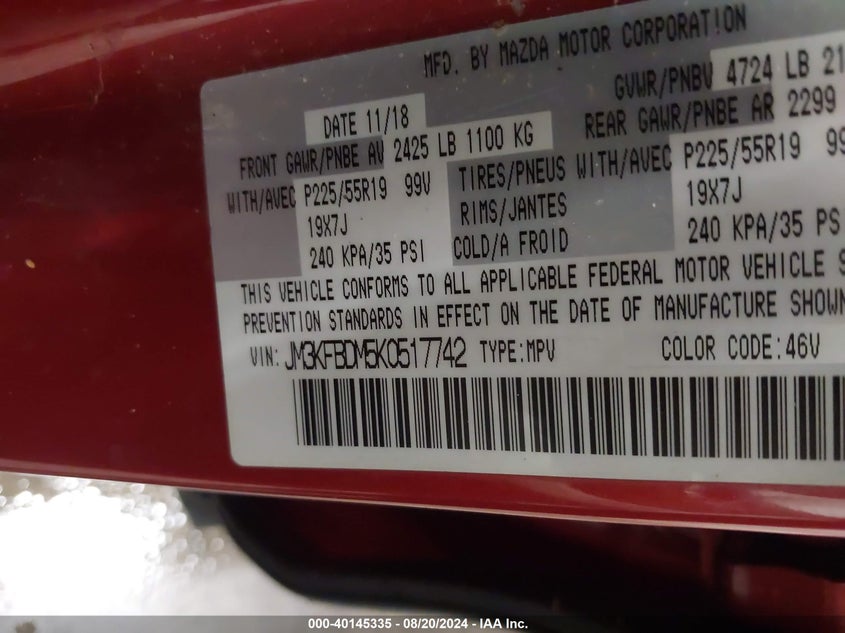 MFD. BY MAZDA MOTOR CORPORATION
DATE 11/18 GVWR/PNBV 4724 LB 21
FRONT GAWR/PNBE AV 2425 LB 1100 KG REAR GAWR/PNBE AR 2299
WITH/AVEC P225/55R19 99V TIRES/PNEUS WITH/AVEC P225/55R19 99
19X7J RIMS/JANTES 19X7J
240 KPA/35 PSI COLD/A FROID 240 KPA/35 PSI
THIS VEHICLE CONFORMS TO ALL APPLICABLE FEDERAL MOTOR VEHICLE S
PREVENTION STANDARDS IN EFFECT ON THE DATE OF MANUFACTURE SHOWN
VIN: JM3KFBDM5K0517742 TYPE:MPV COLOR CODE:46V
000-40145335 - 08/20/2024 - IAA Inc.